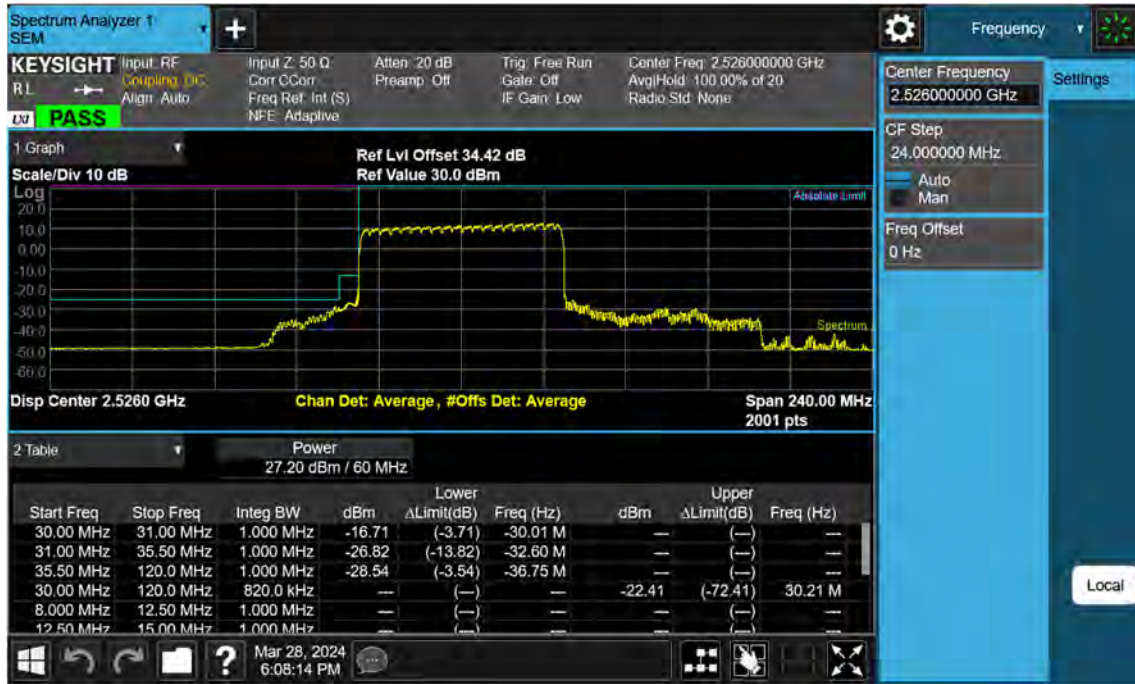 Spectrum Analyzer 1
SEM
+
Frequency
KEYSIGHT
R L
LXI
PASS
Input: RF
Coupling: DC
Align: Auto
Input Z: 50 Ω
Corr CCorr
Freq Ref: Int (S)
NFE: Adaptive
Atten: 20 dB
Preamp: Off
Trig: Free Run
Gate: Off
IF Gain: Low
Center Freq: 2.526000000 GHz
Avg|Hold: 100.00% of 20
Radio Std: None
Center Frequency
2.526000000 GHz
Settings
CF Step
24.000000 MHz
Auto
Man
Freq Offset
0 Hz
Local
1 Graph
Scale/Div 10 dB
Ref Lvl Offset 34.42 dB
Ref Value 30.0 dBm
Log
Absolute Limit
20.0
10.0
0.00
-10.0
-20.0
-30.0
-40.0
-50.0
-60.0
Spectrum
Disp Center 2.5260 GHz
Chan Det: Average, #Offs Det: Average
Span 240.00 MHz
2001 pts
2 Table
Power
27.20 dBm / 60 MHz
Lower Upper
Start Freq Stop Freq Integ BW dBm ΔLimit(dB) Freq (Hz) dBm ΔLimit(dB) Freq (Hz)
30.00 MHz 31.00 MHz 1.000 MHz -16.71 (-3.71) -30.01 M --- (---) ---
31.00 MHz 35.50 MHz 1.000 MHz -26.82 (-13.82) -32.60 M --- (---) ---
35.50 MHz 120.0 MHz 1.000 MHz -28.54 (-3.54) -36.75 M --- (---) ---
30.00 MHz 120.0 MHz 820.0 kHz --- (---) --- -22.41 (-72.41) 30.21 M
8.000 MHz 12.50 MHz 1.000 MHz --- (---) --- --- (---) ---
12.50 MHz 15.00 MHz 1.000 MHz --- (---) --- --- (---) ---
?
Mar 28, 2024
6:08:14 PM